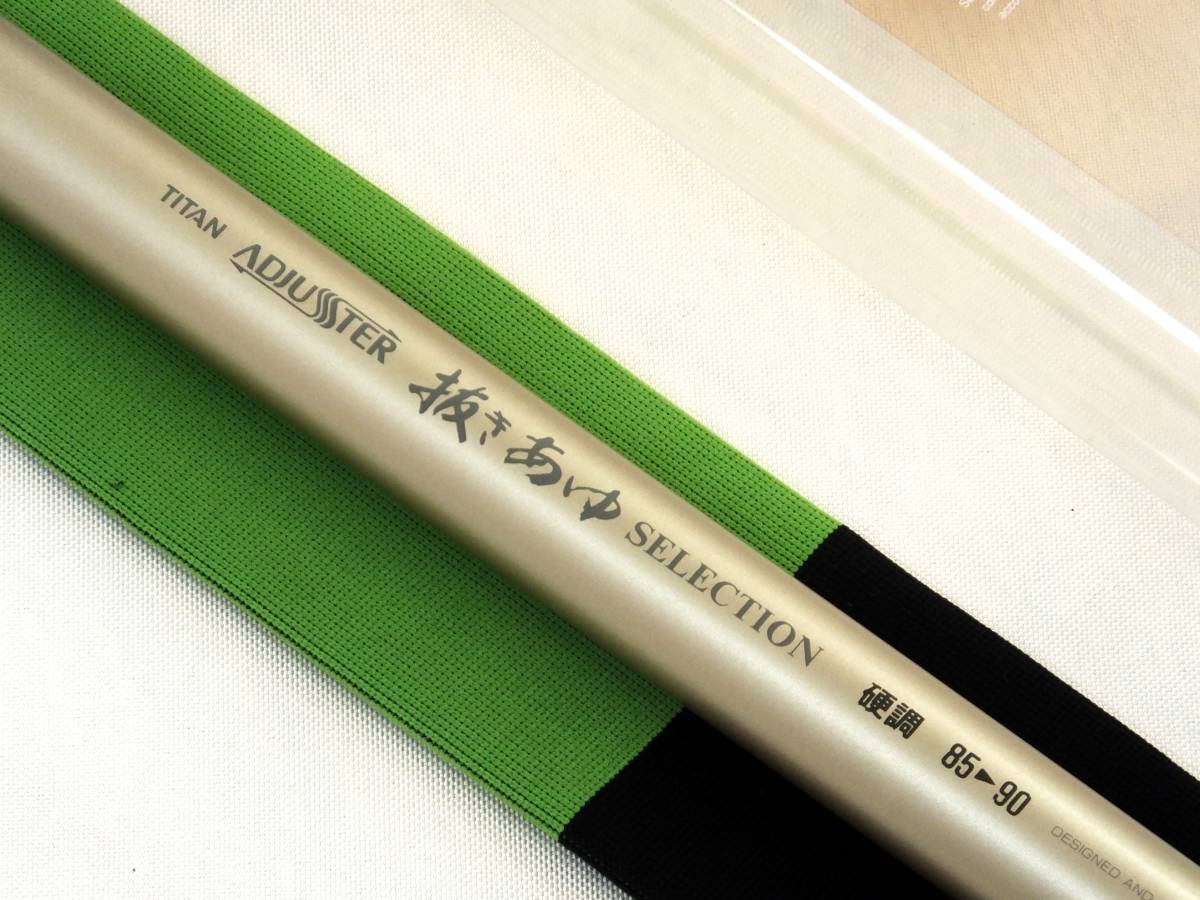 TITAN ADJUSSTER 抜きあゆ SELECTION 硬調 85▶90 DESIGNED AND